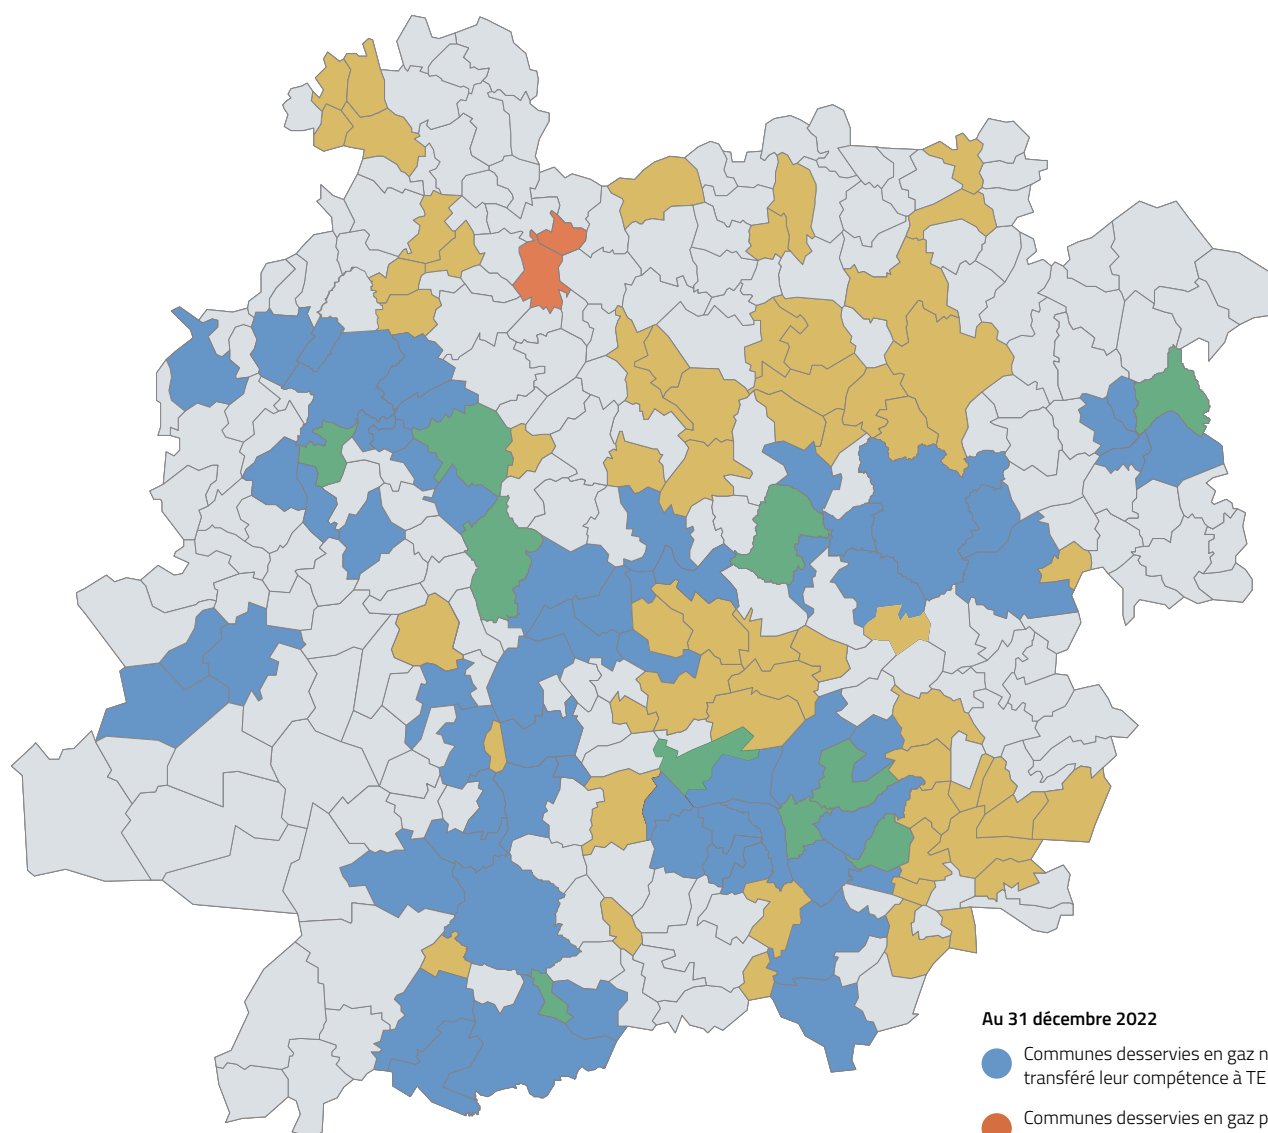 Au 31 décembre 2022
Communes desservies en gaz n
transféré leur compétence à TE
Communes desservies en gaz p